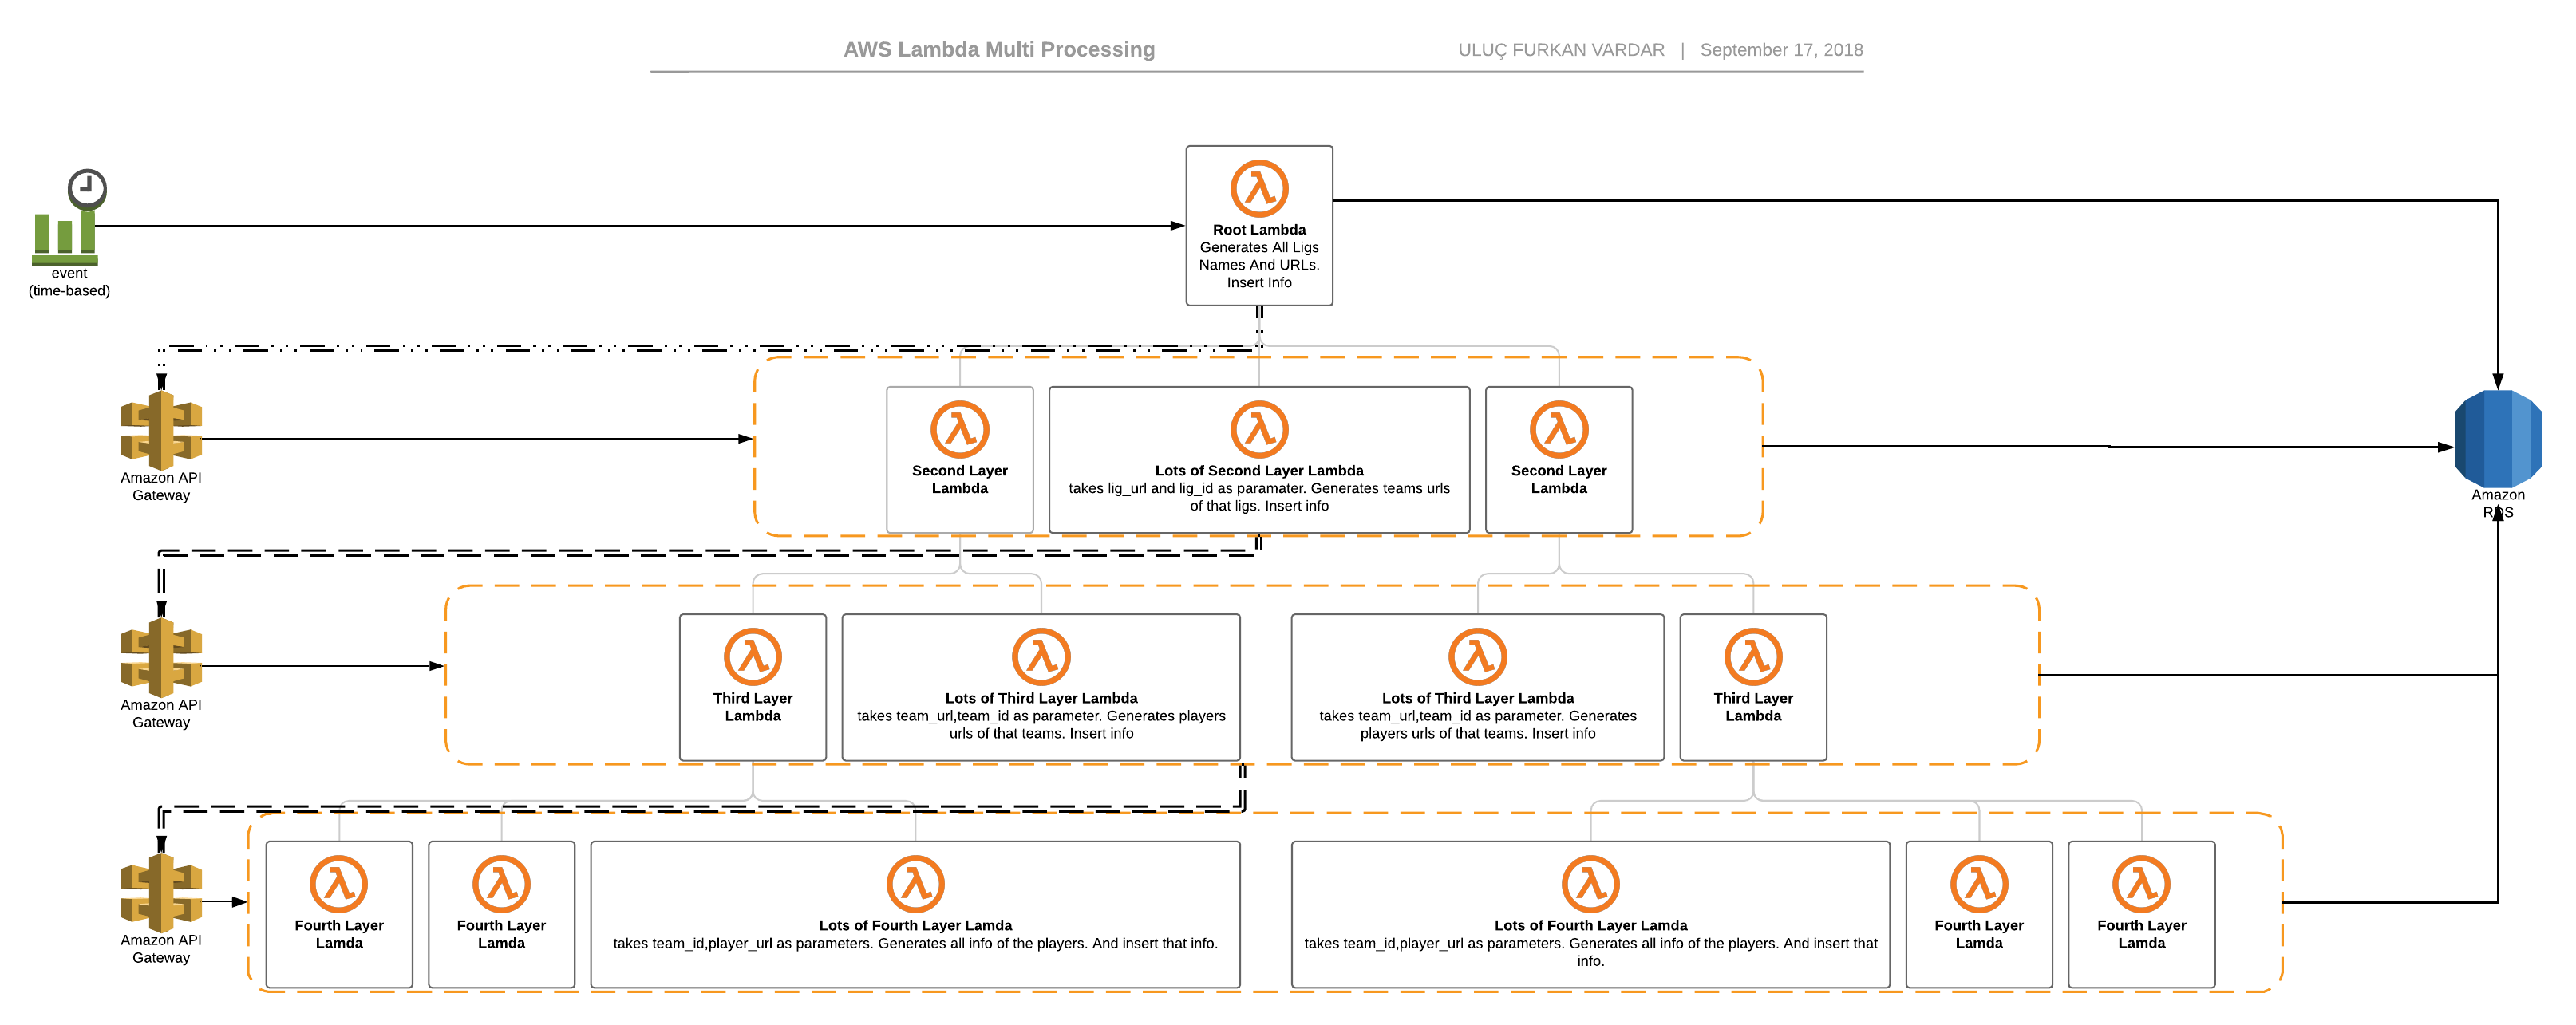 AWS Lambda Multi Processing
ULUÇ FURKAN VARDAR | September 17, 2018
event
(time-based)
Root Lambda
Generates All Ligs
Names And URLs.
Insert Info
Amazon API
Gateway
Second Layer
Lambda
Lots of Second Layer Lambda
takes lig_url and lig_id as paramater. Generates teams urls
of that ligs. Insert info
Second Layer
Lambda
Amazon
RDS
Amazon API
Gateway
Third Layer
Lambda
Lots of Third Layer Lambda
takes team_url,team_id as parameter. Generates players
urls of that teams. Insert info
Lots of Third Layer Lambda
takes team_url,team_id as parameter. Generates
players urls of that teams. Insert info
Third Layer
Lambda
Amazon API
Gateway
Fourth Layer
Lamda
Fourth Layer
Lamda
Lots of Fourth Layer Lamda
takes team_id,player_url as parameters. Generates all info of the players. And insert that info.
Lots of Fourth Layer Lamda
takes team_id,player_url as parameters. Generates all info of the players. And insert that
info.
Fourth Layer
Lamda
Fourth Layer
Lamda